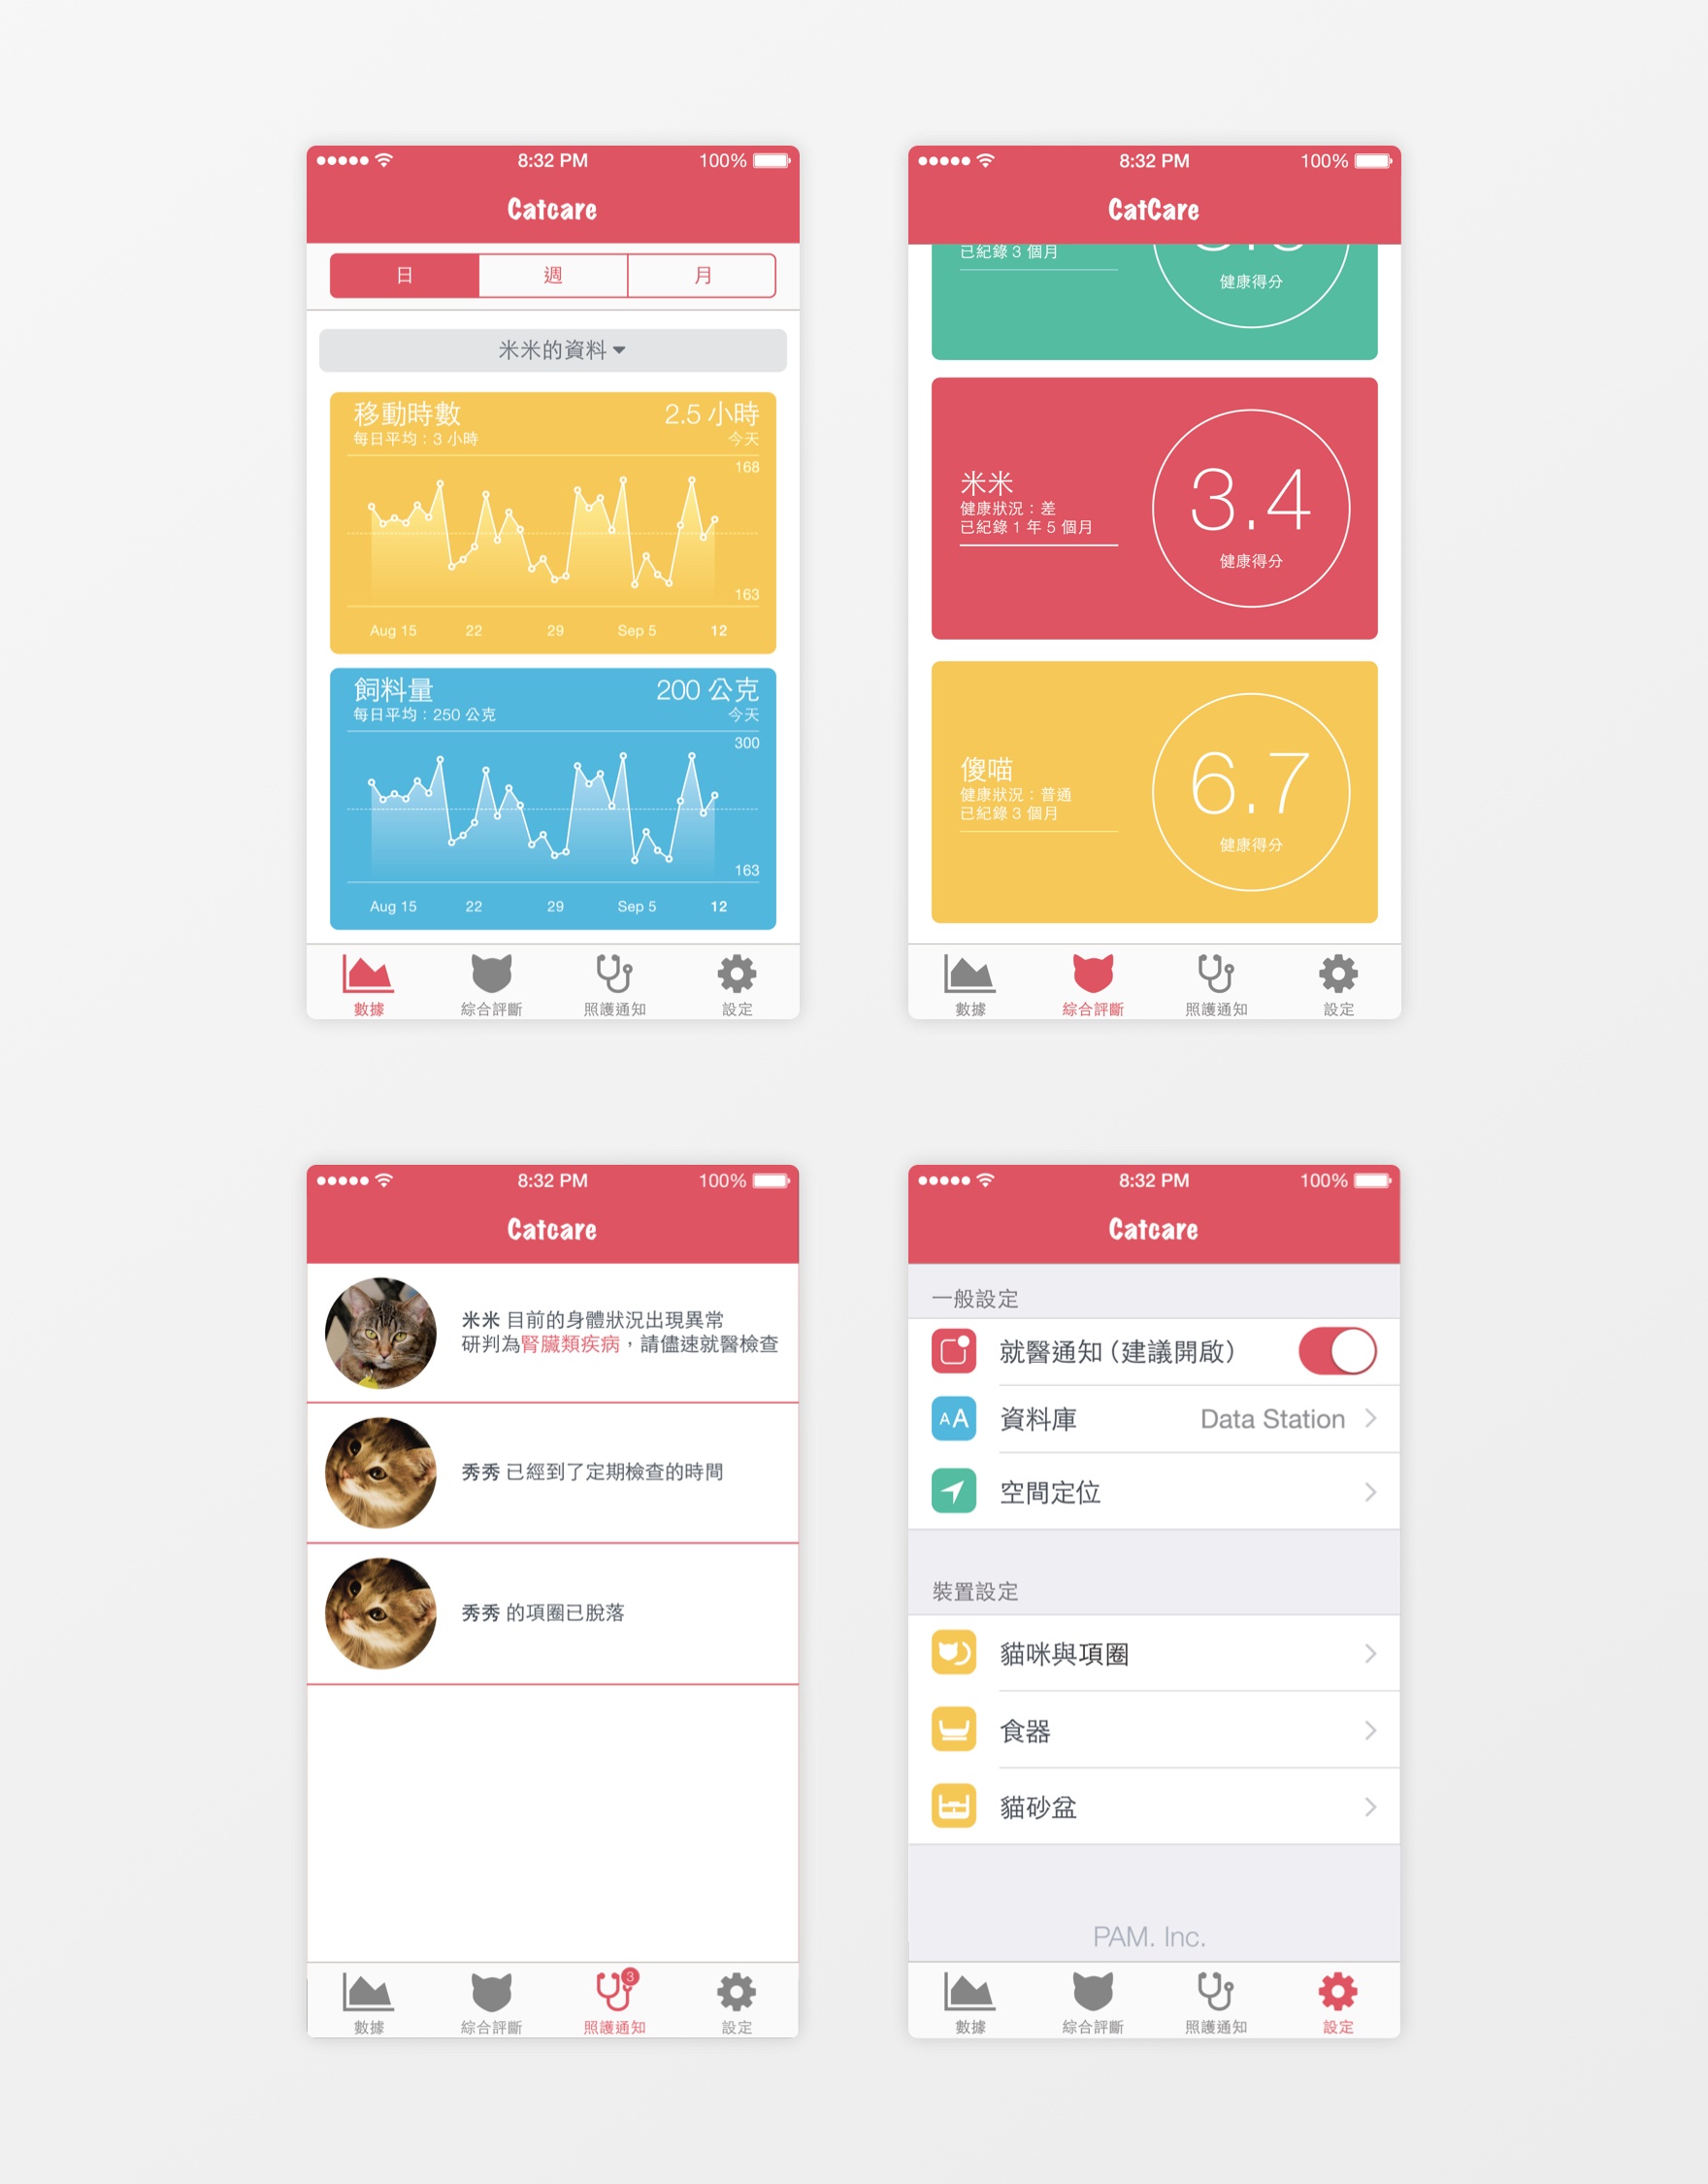 8:32 PM
100%
Catcare
日
週
月
米米的資料
移動時數
2.5 小時
每日平均：3 小時
今天
168
163
Aug 15
22
29
Sep 5
12
飼料量
200 公克
每日平均：250 公克
今天
300
163
Aug 15
22
29
Sep 5
12
數據
綜合評斷
照護通知
設定
8:32 PM
100%
CatCare
已紀錄 3 個月
健康得分
米米
健康狀況：差
已紀錄 1 年 5 個月
3.4
健康得分
傻喵
健康狀況：普通
已紀錄 3 個月
6.7
健康得分
數據
綜合評斷
照護通知
設定
8:32 PM
100%
Catcare
米米 目前的身體狀況出現異常
研判為腎臟類疾病，請儘速就醫檢查
秀秀 已經到了定期檢查的時間
秀秀 的項圈已脫落
數據
綜合評斷
3
照護通知
設定
8:32 PM
100%
Catcare
一般設定
就醫通知（建議開啟）
AA
資料庫
Data Station
空間定位
裝置設定
貓咪與項圈
食器
貓砂盆
PAM. Inc.
數據
綜合評斷
照護通知
設定